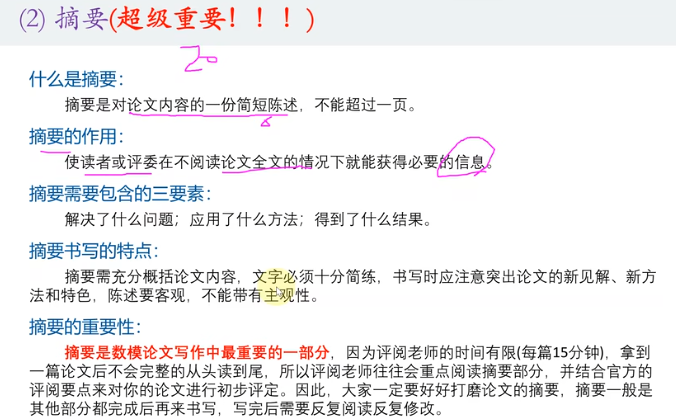 (2) 摘要(超级重要！！！)
20
什么是摘要：
摘要是对论文内容的一份简短陈述，不能超过一页。
摘要的作用：
使读者或评委在不阅读论文全文的情况下就能获得必要的信息。
摘要需要包含的三要素：
解决了什么问题；应用了什么方法；得到了什么结果。
摘要书写的特点：
摘要需充分概括论文内容，文字必须十分简练，书写时应注意突出论文的新见解、新方
法和特色，陈述要客观，不能带有主观性。
摘要的重要性：
摘要是数模论文写作中最重要的一部分，因为评阅老师的时间有限(每篇15分钟)，拿到
一篇论文后不会完整的从头读到尾，所以评阅老师往往会重点阅读摘要部分，并结合官方的
评阅要点来对你的论文进行初步评定。因此，大家一定要好好打磨论文的摘要，摘要一般是
其他部分都完成后再来书写，写完后需要反复阅读反复修改。